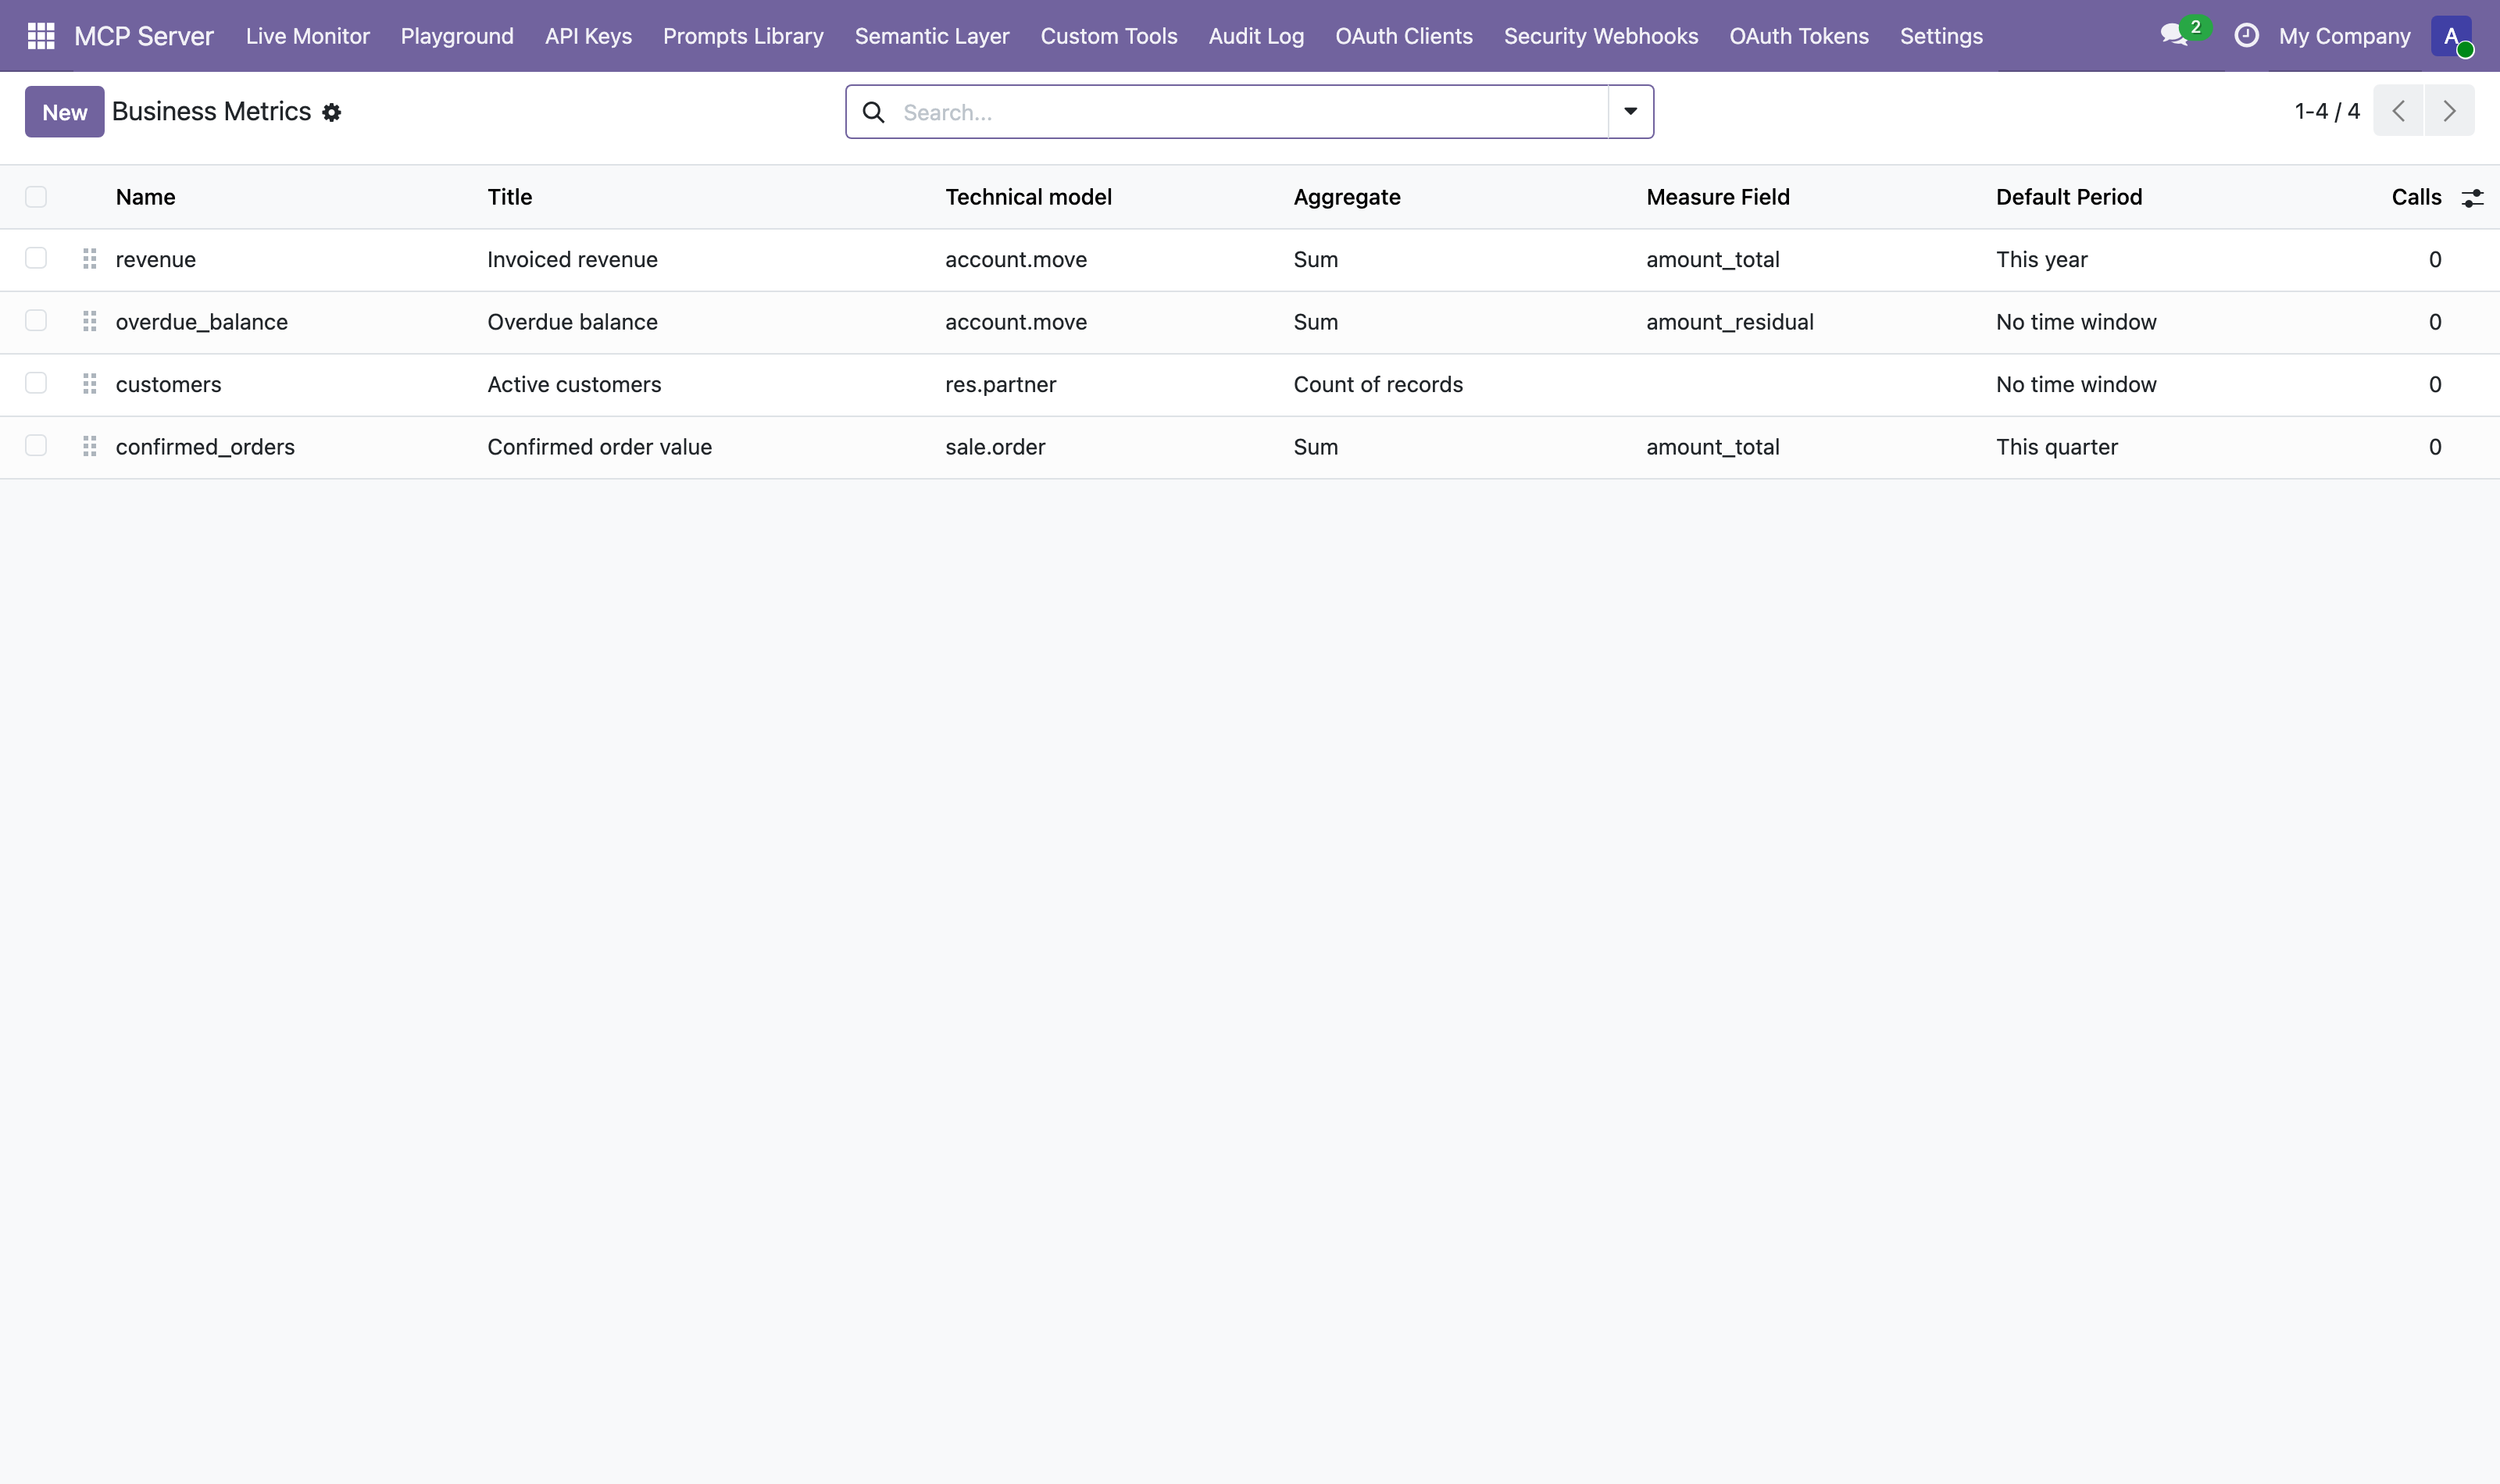 MCP Server Live Monitor Playground API Keys Prompts Library Semantic Layer Custom Tools Audit Log OAuth Clients Security Webhooks OAuth Tokens Settings 2 My Company A
New Business Metrics Search... 1-4 / 4
Name Title Technical model Aggregate Measure Field Default Period Calls
revenue Invoiced revenue account.move Sum amount_total This year 0
overdue_balance Overdue balance account.move Sum amount_residual No time window 0
customers Active customers res.partner Count of records No time window 0
confirmed_orders Confirmed order value sale.order Sum amount_total This quarter 0